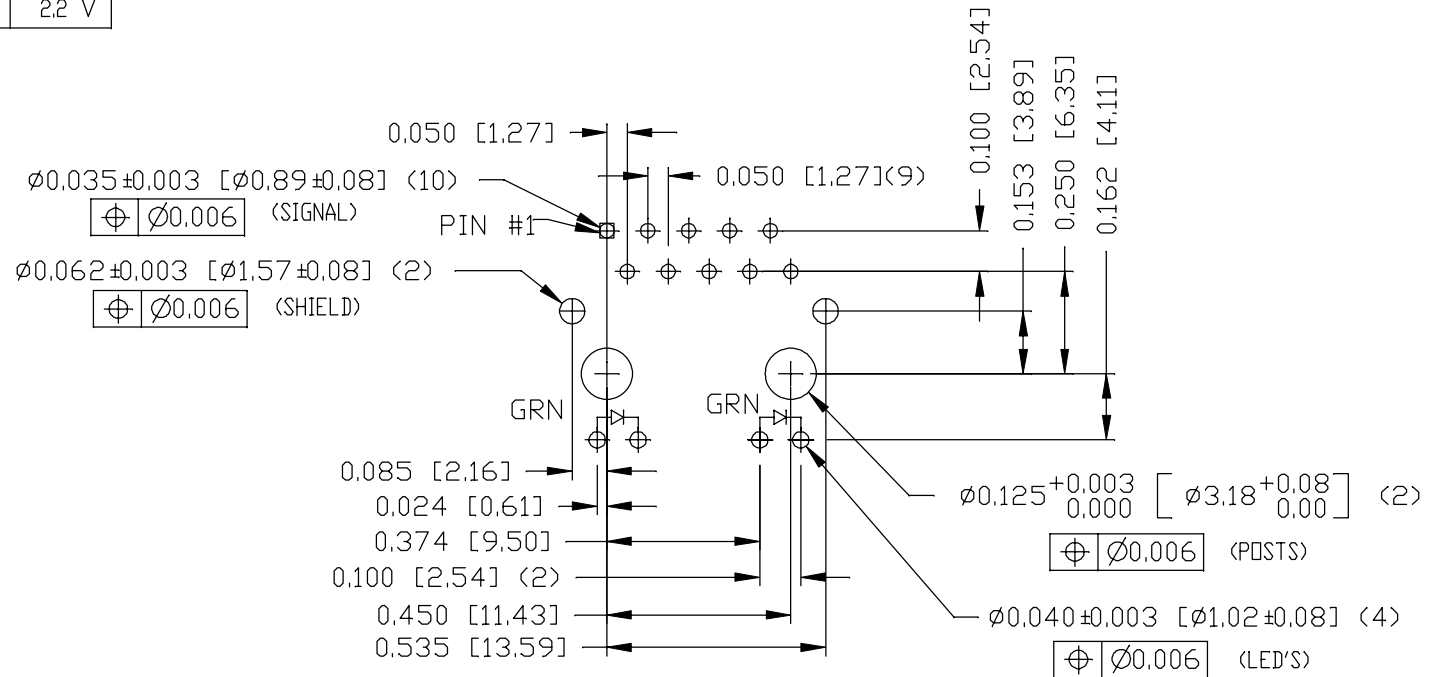 2.2 V
0.100 [2.54]
0.153 [3.89]
0.250 [6.35]
0.162 [4.11]
0.050 [1.27]
0.050 [1.27](9)
Ø0.035±0.003 [Ø0.89±0.08] (10)
Ø0.006 (SIGNAL)
PIN #1
Ø0.062±0.003 [Ø1.57±0.08] (2)
Ø0.006 (SHIELD)
GRN
GRN
0.085 [2.16]
0.024 [0.61]
0.374 [9.50]
0.100 [2.54] (2)
0.450 [11.43]
0.535 [13.59]
Ø0.125 +0.003 0.000 [Ø3.18 +0.08 0.00] (2)
Ø0.006 (POSTS)
Ø0.040±0.003 [Ø1.02±0.08] (4)
Ø0.006 (LED'S)